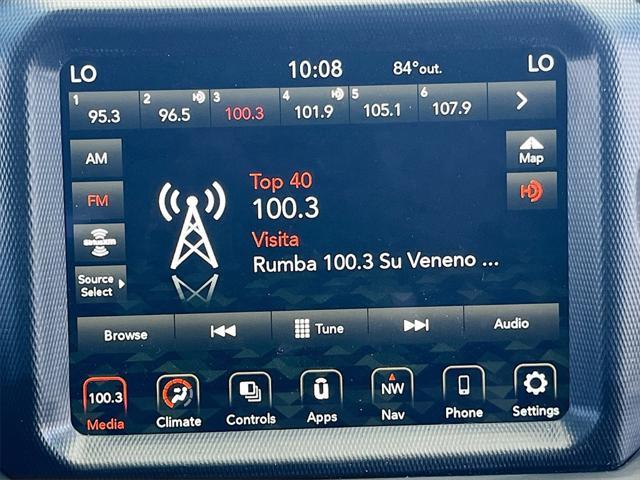 LO 10:08 84°out. LO
1 2 3 4 5 6
95.3 96.5 100.3 101.9 105.1 107.9
AM
Map
FM
Top 40
100.3
SiriusXM
Visita
Rumba 100.3 Su Veneno ...
Source
Select
Browse Tune Audio
100.3 NW
Media Climate Controls Apps Nav Phone Settings